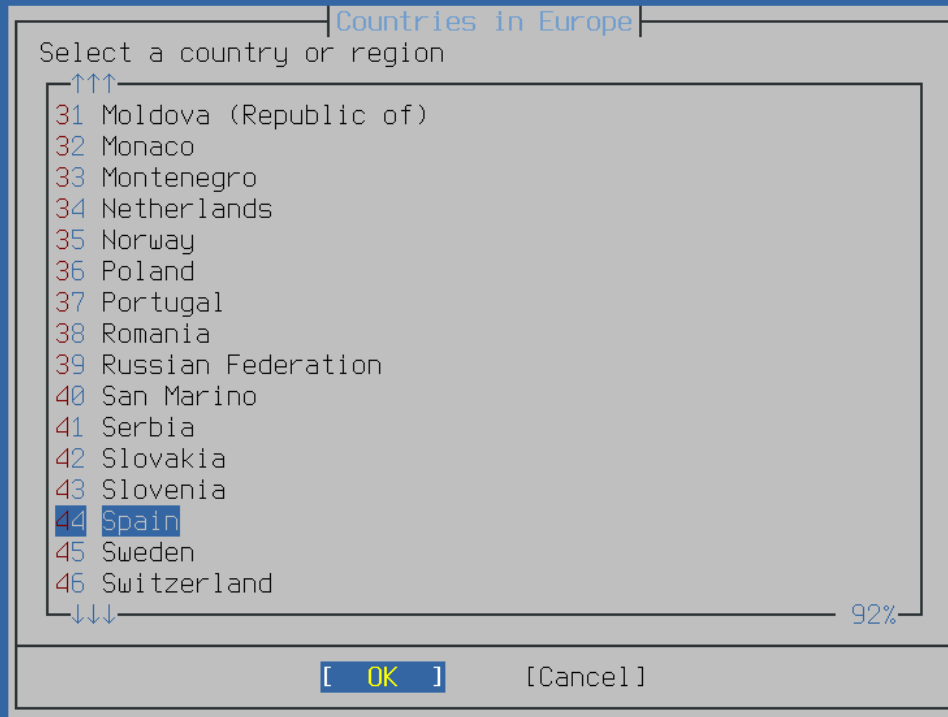 Countries in Europe
Select a country or region
↑↑↑
31 Moldova (Republic of)
32 Monaco
33 Montenegro
34 Netherlands
35 Norway
36 Poland
37 Portugal
38 Romania
39 Russian Federation
40 San Marino
41 Serbia
42 Slovakia
43 Slovenia
44 Spain
45 Sweden
46 Switzerland
↓↓↓ 92%
[ OK ] [Cancel]